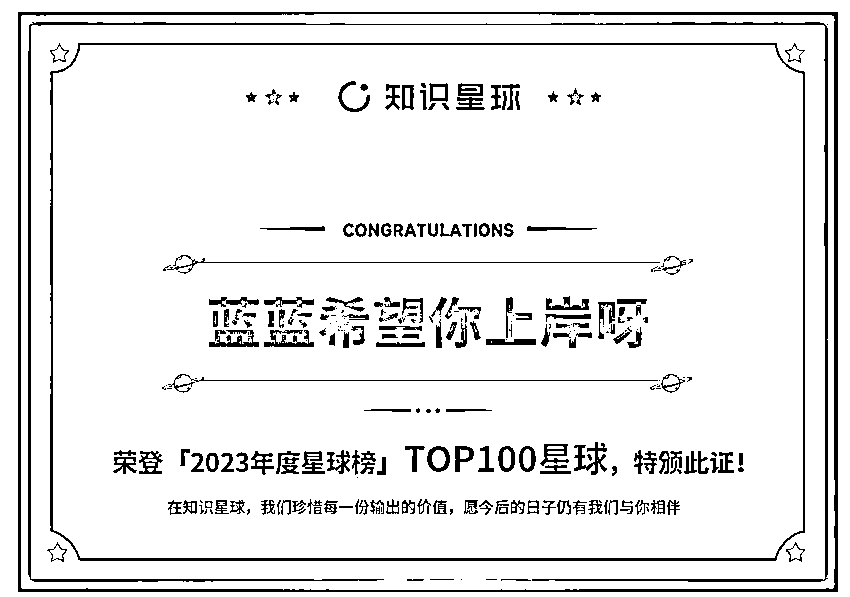 知识星球
CONGRATULATIONS
蓝蓝希望你上岸呀
荣登「2023年度星球榜」TOP100星球，特颁此证！
在知识星球，我们珍惜每一份输出的价值，愿今后的日子仍有我们与你相伴